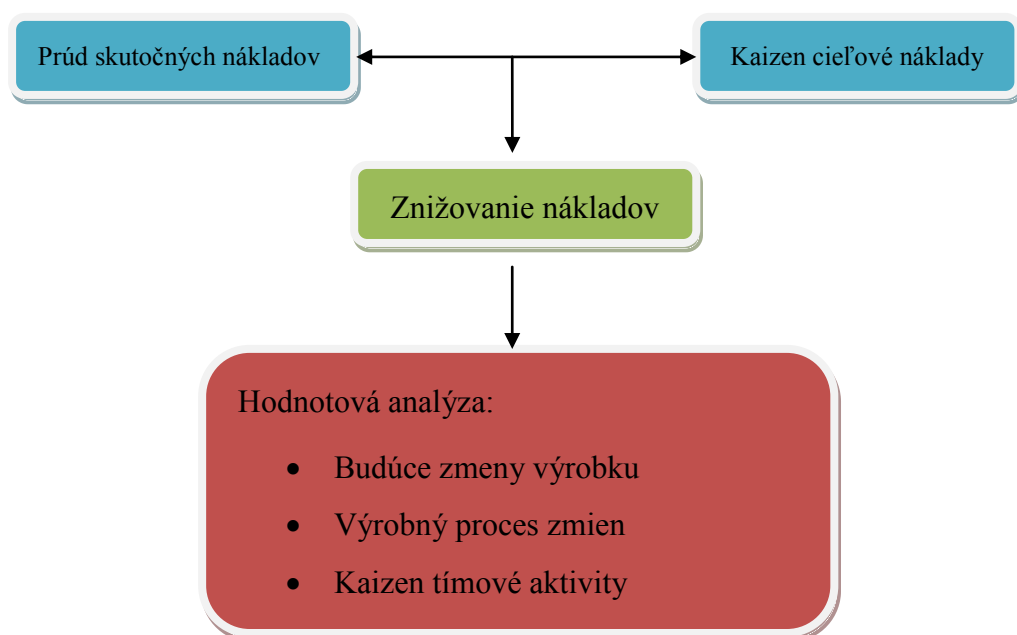 Prúd skutočných nákladov
Kaizen cieľové náklady
Znižovanie nákladov
Hodnotová analýza:
• Budúce zmeny výrobku
• Výrobný proces zmien
• Kaizen tímové aktivity